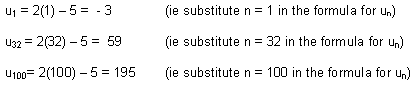 u₁ = 2(1) – 5 = - 3 (ie substitute n = 1 in the formula for uₙ)
u₃₂ = 2(32) – 5 = 59 (ie substitute n = 32 in the formula for uₙ)
u₁₀₀= 2(100) – 5 = 195 (ie substitute n = 100 in the formula for uₙ)